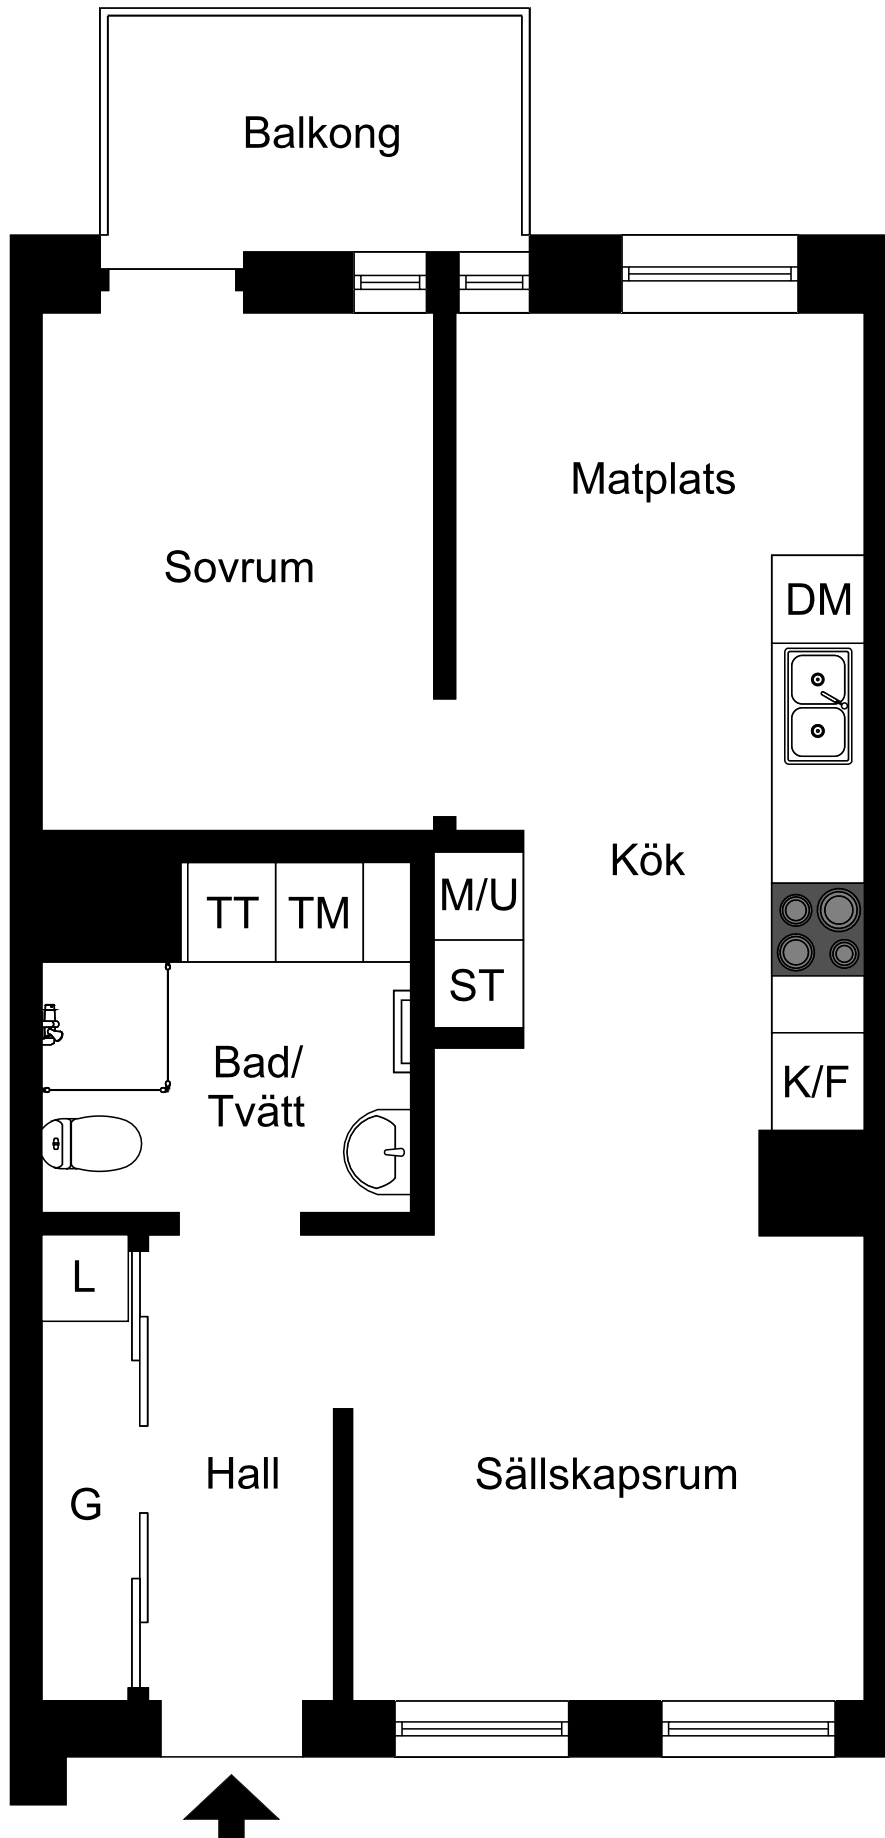 Balkong
Matplats
Sovrum
DM
Kök
M/U
TT TM
ST
Bad/
Tvätt
K/F
L
Hall
Sällskapsrum
G